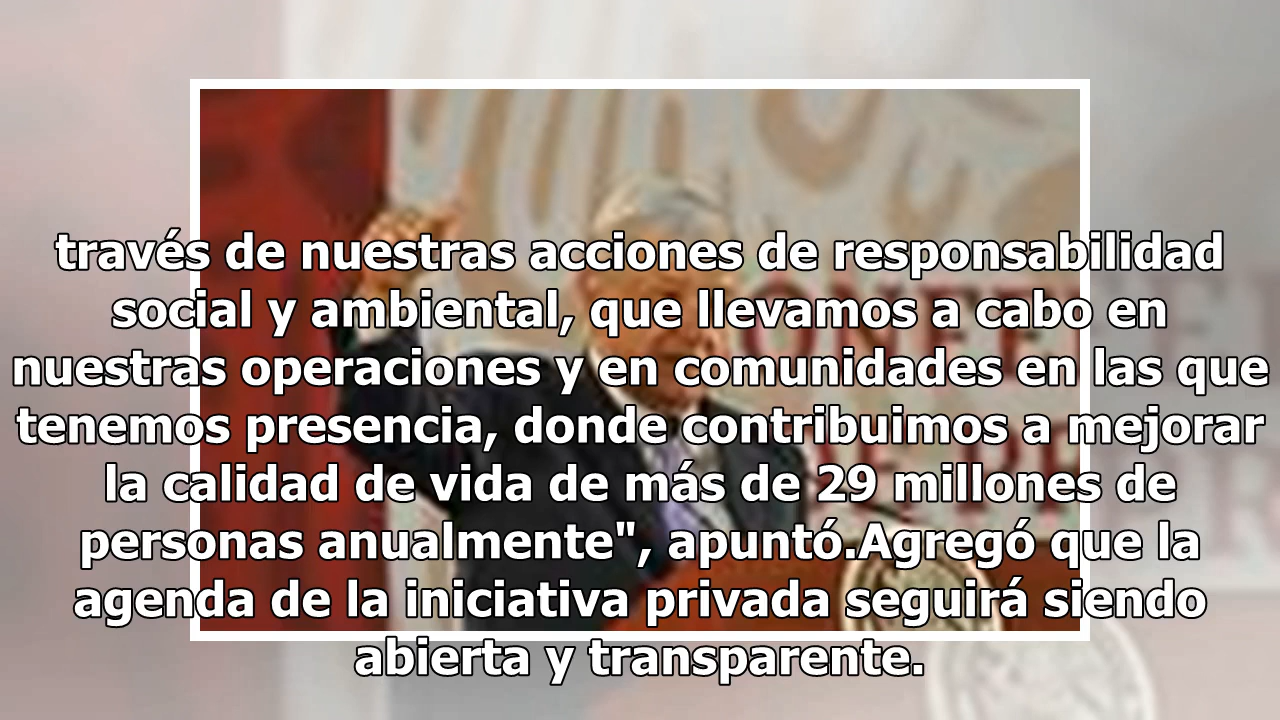 través de nuestras acciones de responsabilidad
social y ambiental, que llevamos a cabo en
nuestras operaciones y en comunidades en las que
tenemos presencia, donde contribuimos a mejorar
la calidad de vida de más de 29 millones de
personas anualmente", apuntó.Agregó que la
agenda de la iniciativa privada seguirá siendo
abierta y transparente.